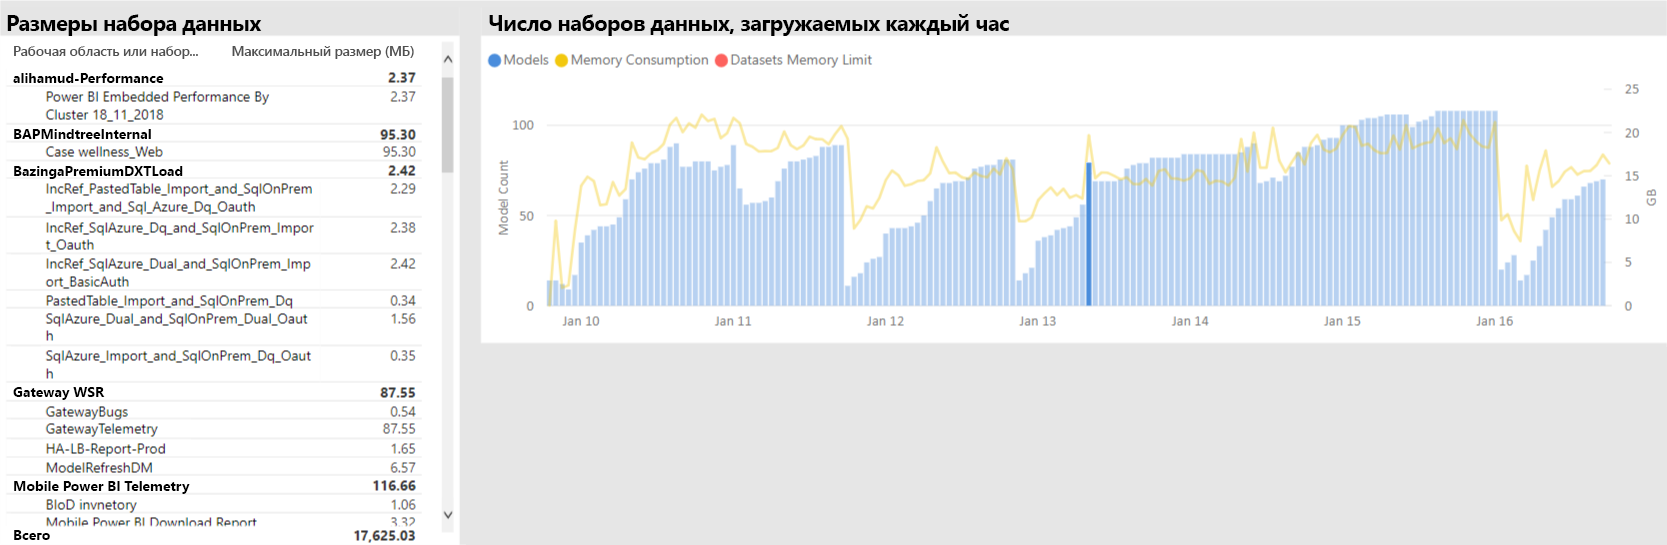 Размеры набора данных
Рабочая область или набор... Максимальный размер (МБ)
alihamud-Performance 2.37
Power BI Embedded Performance By 2.37
Cluster 18_11_2018
BAPMindtreeInternal 95.30
Case wellness_Web 95.30
BazingaPremiumDXTLoad 2.42
IncRef_PastedTable_Import_and_SqlOnPrem 2.29
_Import_and_Sql_Azure_Dq_Oauth
IncRef_SqlAzure_Dq_and_SqlOnPrem_Impor 2.38
t_Oauth
IncRef_SqlAzure_Dual_and_SqlOnPrem_Imp 2.42
ort_BasicAuth
PastedTable_Import_and_SqlOnPrem_Dq 0.34
SqlAzure_Dual_and_SqlOnPrem_Dual_Oaut 1.56
h
SqlAzure_Import_and_SqlOnPrem_Dq_Oaut 0.35
h
Gateway WSR 87.55
GatewayBugs 0.54
GatewayTelemetry 87.55
HA-LB-Report-Prod 1.65
ModelRefreshDM 6.57
Mobile Power BI Telemetry 116.66
BIoD invnetory 1.06
Mobile Power BI Download Report 3.32
Всего 17,625.03
Число наборов данных, загружаемых каждый час
Models Memory Consumption Datasets Memory Limit
Model Count
100
50
0
25
20
15
10
5
0
GB
Jan 10 Jan 11 Jan 12 Jan 13 Jan 14 Jan 15 Jan 16